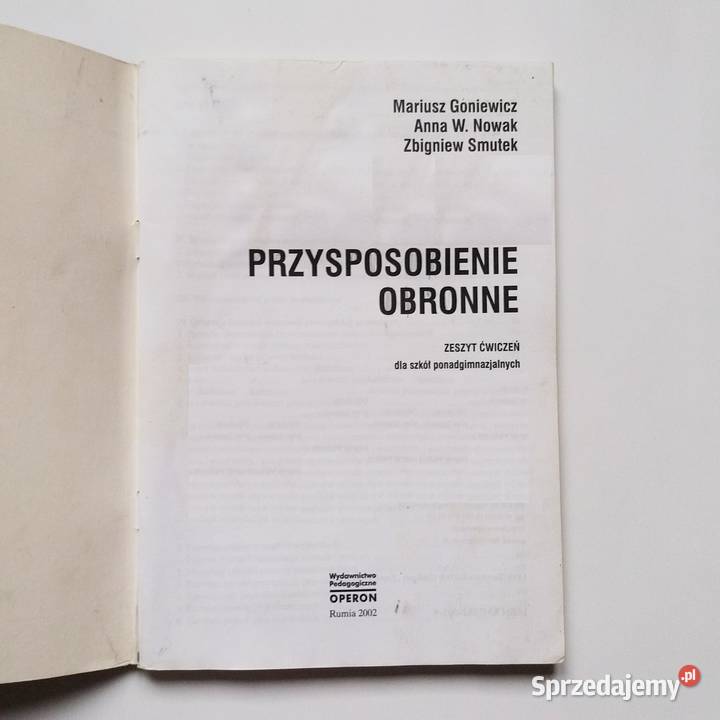 Mariusz Goniewicz
Anna W. Nowak
Zbigniew Smutek
PRZYSPOSOBIENIE
OBRONNE
ZESZYT ĆWICZEŃ
dla szkół ponadgimnazjalnych
Wydawnictwo
Pedagogiczne
OPERON
Rumia 2002
Sprzedajemy.pl